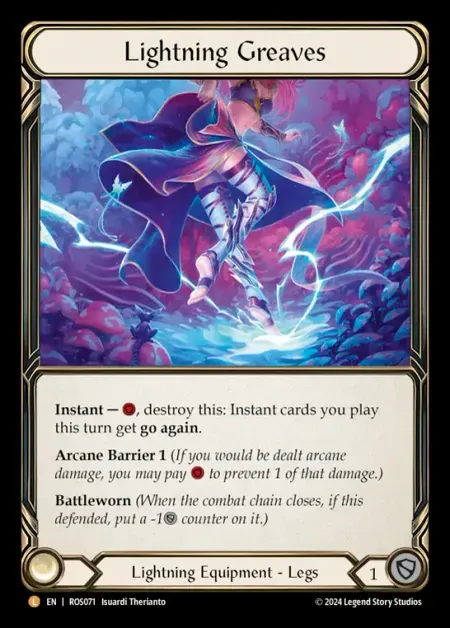 Lightning Greaves
Instant — , destroy this: Instant cards you play
this turn get go again.
Arcane Barrier 1 (If you would be dealt arcane
damage, you may pay to prevent 1 of that damage.)
Battleworn (When the combat chain closes, if this
defended, put a -1 counter on it.)
Lightning Equipment - Legs
1
L EN | ROS071 Isuardi Therianto
© 2024 Legend Story Studios